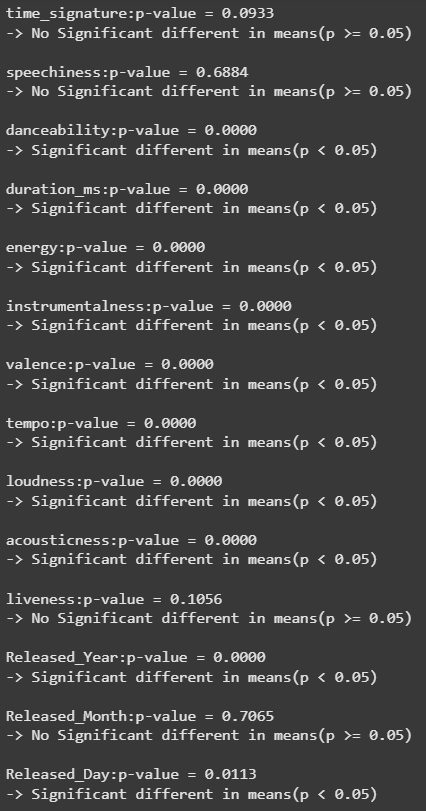 time_signature:p-value = 0.0933
-> No Significant different in means(p >= 0.05)
speechiness:p-value = 0.6884
-> No Significant different in means(p >= 0.05)
danceability:p-value = 0.0000
-> Significant different in means(p < 0.05)
duration_ms:p-value = 0.0000
-> Significant different in means(p < 0.05)
energy:p-value = 0.0000
-> Significant different in means(p < 0.05)
instrumentalness:p-value = 0.0000
-> Significant different in means(p < 0.05)
valence:p-value = 0.0000
-> Significant different in means(p < 0.05)
tempo:p-value = 0.0000
-> Significant different in means(p < 0.05)
loudness:p-value = 0.0000
-> Significant different in means(p < 0.05)
acousticness:p-value = 0.0000
-> Significant different in means(p < 0.05)
liveness:p-value = 0.1056
-> No Significant different in means(p >= 0.05)
Released_Year:p-value = 0.0000
-> Significant different in means(p < 0.05)
Released_Month:p-value = 0.7065
-> No Significant different in means(p >= 0.05)
Released_Day:p-value = 0.0113
-> Significant different in means(p < 0.05)